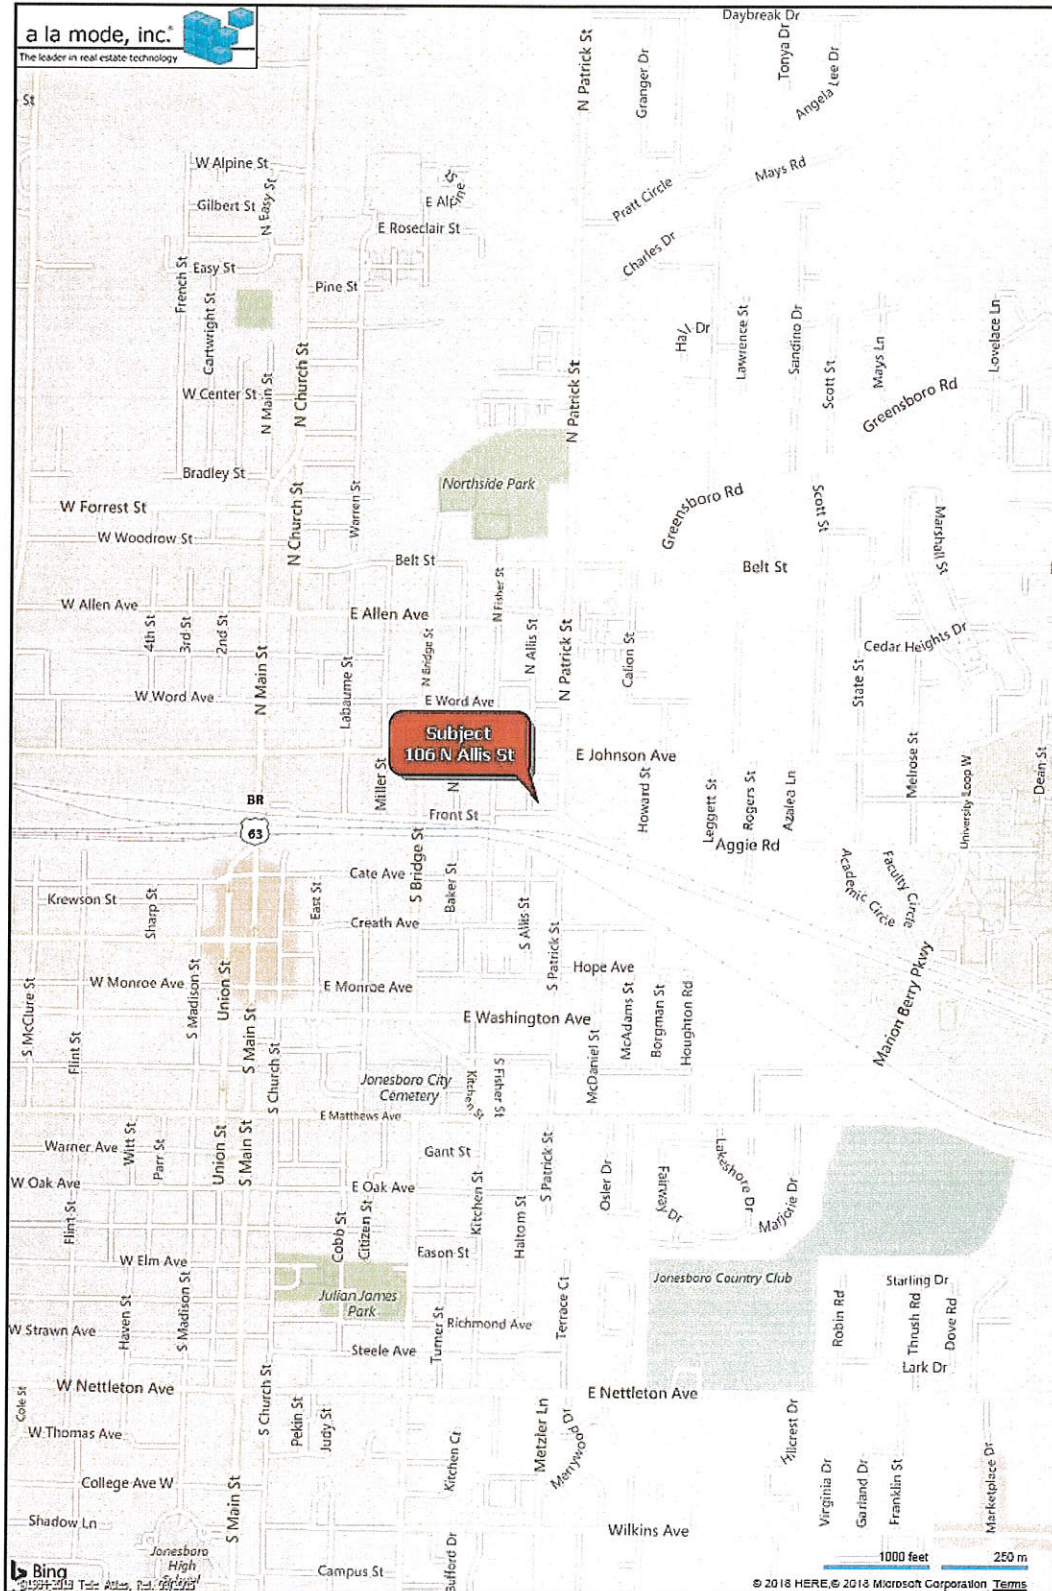 a la mode, inc.
The leader in real estate technology
Daybreak Dr
St
N Patrick St
Granger Dr
Tonya Dr
Angela Lee Dr
W Alpine St
Gilbert St
N Easy St
E Alpine
St
E Roseclair St
Pratt Circle
Mays Rd
Charles Dr
French St
Easy St
Cartwright St
Pine St
Hall Dr
Lawrence St
Sandino Dr
Scott St
Mays Ln
Lovelace Ln
W Center St
N Main St
N Church St
N Patrick St
Greensboro Rd
Bradley St
Northside Park
W Forrest St
N Church St
Warren St
Greensboro Rd
Scott St
Marshall St
W Woodrow St
Belt St
Belt St
N Fisher St
W Allen Ave
E Allen Ave
4th St
3rd St
2nd St
N Main St
Labaume St
N Bridge St
N Allis St
N Patrick St
Calion St
Cedar Heights Dr
State St
W Word Ave
E Word Ave
Subject
106 N Allis St
E Johnson Ave
Miller St
N
Howard St
Leggett St
Rogers St
Azalea Ln
Melrose St
University Loop W
Dean St
BR
63
Front St
Aggie Rd
S Bridge St
Cate Ave
Baker St
Academic Circle
Faculty Circle
Krewson St
Sharp St
East St
Creath Ave
S Allis St
S Patrick St
Hope Ave
Marion Berry Pkwy
S McClure St
W Monroe Ave
S Madison St
Union St
E Monroe Ave
McAdams St
Borgman St
Houghton Rd
E Washington Ave
Flint St
S Main St
S Church St
McDaniel St
Jonesboro City
Cemetery
Kitchen St
S Fisher St
E Matthews Ave
Warner Ave
Witt St
Parr St
Union St
S Main St
Gant St
S Patrick St
Lakeshore Dr
W Oak Ave
E Oak Ave
Osler Dr
Fairway Dr
Marjorie Dr
Flint St
Cobb St
Citizen St
Kitchen St
Haltom St
W Elm Ave
Eason St
Jonesboro Country Club
Starling Dr
Julian James
Park
Haven St
S Madison St
Turner St
Terrace Ct
Robin Rd
Thrush Rd
Dove Rd
W Strawn Ave
Richmond Ave
Steele Ave
Lark Dr
W Nettleton Ave
E Nettleton Ave
Cole St
S Church St
Pekin St
Judy St
Metzler Ln
Merrywood Dr
Hillcrest Dr
W Thomas Ave
Kitchen Ct
College Ave W
S Main St
Virginia Dr
Garland Dr
Franklin St
Marketplace Dr
Shadow Ln
Wilkins Ave
Jonesboro
High
Campus St
Bufford Dr
Bing
1000 feet
250 m
© 2018 HERE,© 2018 Microsoft Corporation Terms